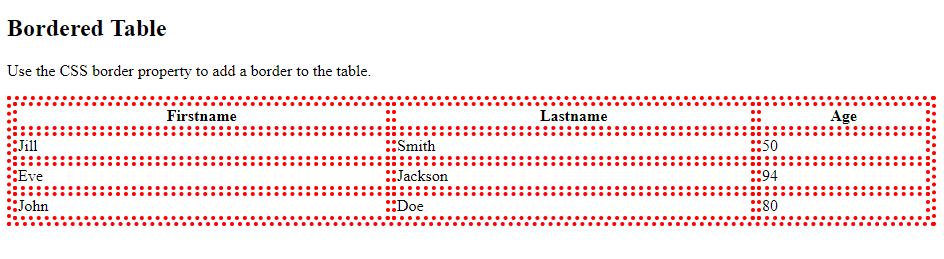 Bordered Table
Use the CSS border property to add a border to the table.
Firstname Lastname Age
Jill Smith 50
Eve Jackson 94
John Doe 80